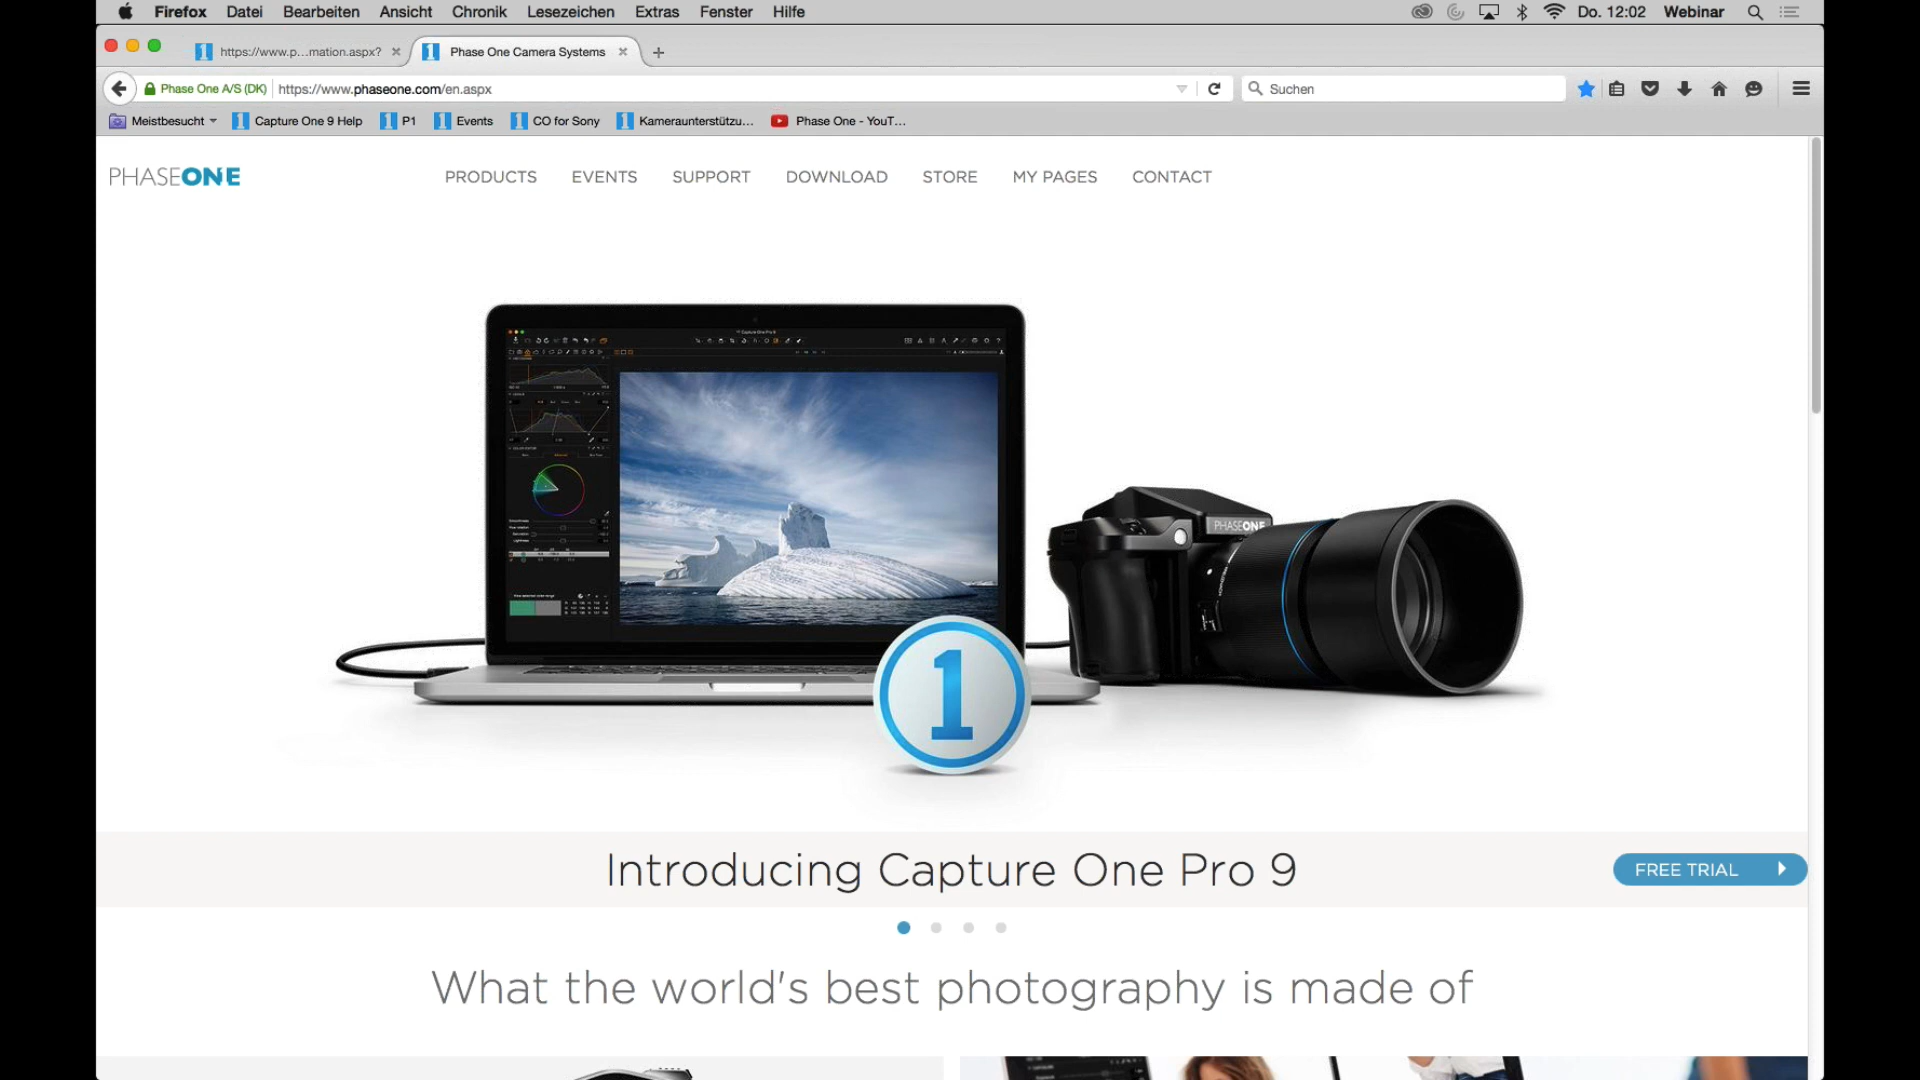 Firefox Datei Bearbeiten Ansicht Chronik Lesezeichen Extras Fenster Hilfe Do. 12:02 Webinar
https://www.p...mation.aspx? Phase One Camera Systems
Phase One A/S (DK) https://www.phaseone.com/en.aspx Suchen
Meistbesucht Capture One 9 Help P1 Events CO for Sony Kameraunterstützu... Phase One - YouT...
PHASEONE PRODUCTS EVENTS SUPPORT DOWNLOAD STORE MY PAGES CONTACT
PHASEONE
1
Introducing Capture One Pro 9 FREE TRIAL
What the world's best photography is made of